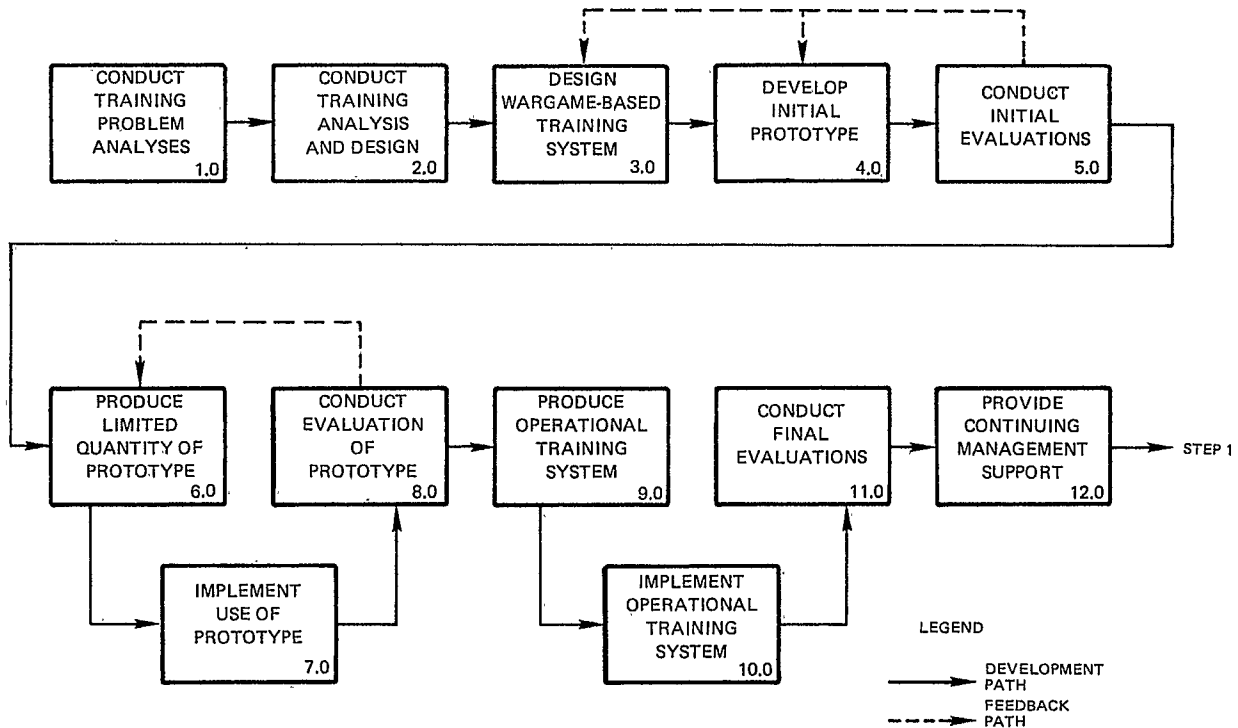 CONDUCT
TRAINING
PROBLEM
ANALYSES
1.0
CONDUCT
TRAINING
ANALYSIS
AND DESIGN
2.0
DESIGN
WARGAME-BASED
TRAINING
SYSTEM
3.0
DEVELOP
INITIAL
PROTOTYPE
4.0
CONDUCT
INITIAL
EVALUATIONS
5.0
PRODUCE
LIMITED
QUANTITY OF
PROTOTYPE
6.0
IMPLEMENT
USE OF
PROTOTYPE
7.0
CONDUCT
EVALUATION
OF
PROTOTYPE
8.0
PRODUCE
OPERATIONAL
TRAINING
SYSTEM
9.0
IMPLEMENT
OPERATIONAL
TRAINING
SYSTEM
10.0
CONDUCT
FINAL
EVALUATIONS
11.0
PROVIDE
CONTINUING
MANAGEMENT
SUPPORT
12.0
STEP 1
LEGEND
DEVELOPMENT
PATH
FEEDBACK
PATH